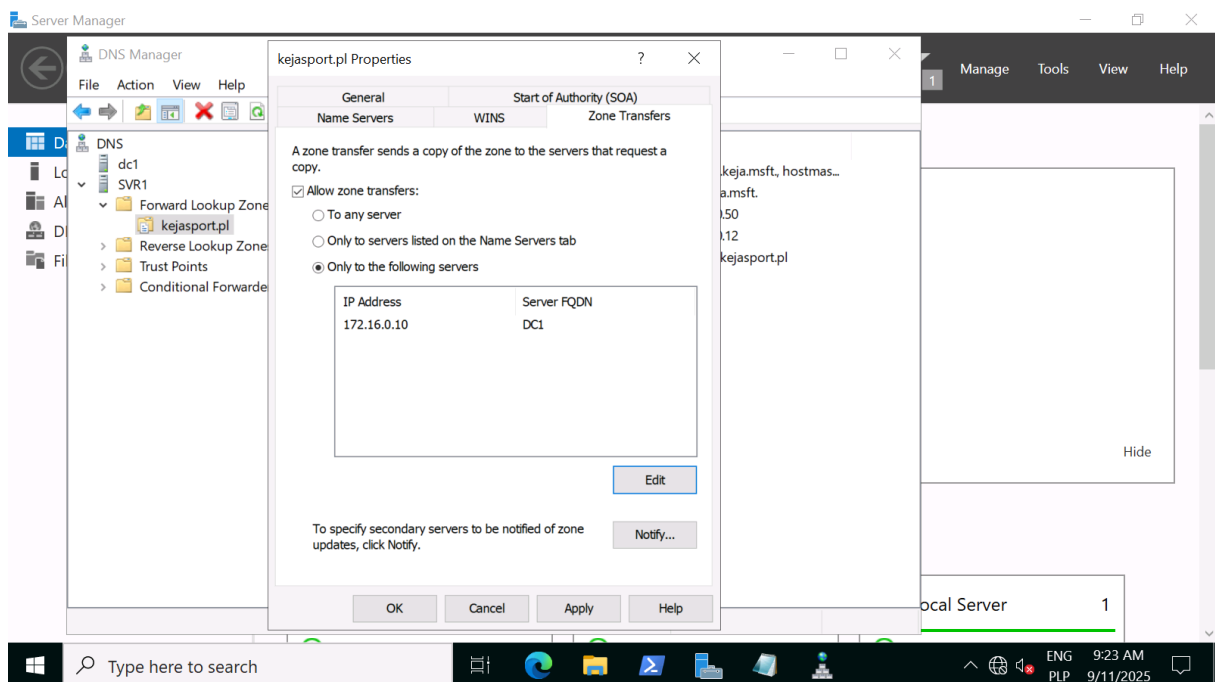 Server Manager
DNS Manager
File Action View Help
Manage Tools View Help
1
DNS
dc1
SVR1
Forward Lookup Zone
kejasport.pl
Reverse Lookup Zone
Trust Points
Conditional Forwarde
kejasport.pl Properties
?
General
Start of Authority (SOA)
Name Servers
WINS
Zone Transfers
A zone transfer sends a copy of the zone to the servers that request a
copy.
Allow zone transfers:
To any server
Only to servers listed on the Name Servers tab
Only to the following servers
IP Address Server FQDN
172.16.0.10 DC1
Edit
To specify secondary servers to be notified of zone
updates, click Notify.
Notify...
OK Cancel Apply Help
.keja.msft., hostmas...
a.msft.
0.50
0.12
kejasport.pl
Hide
ocal Server 1
Type here to search
ENG
PLP
9:23 AM
9/11/2025